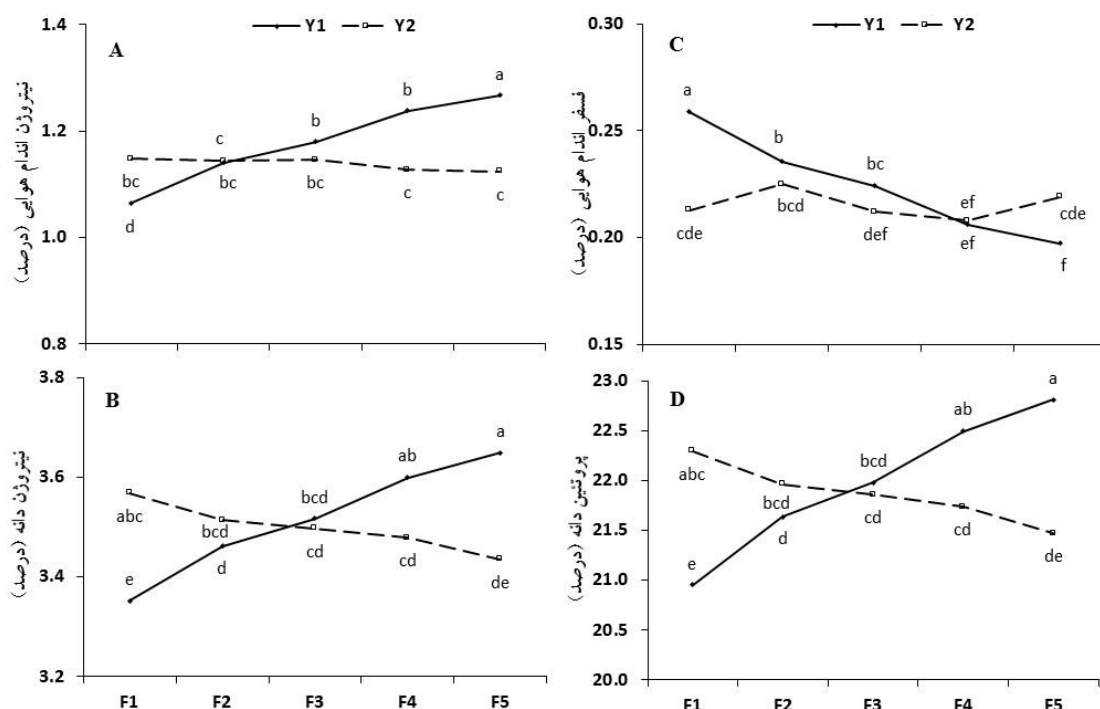 Y1 Y2
A
نیتروژن اندام هوایی (درصد)
1.4
1.2
1.0
0.8
c b b a
bc bc bc c c
d
Y1 Y2
C
فسفر اندام هوایی (درصد)
0.30
0.25
0.20
0.15
a
b
bc
ef
cde bcd def ef cde
f
B
نیتروژن دانه (درصد)
3.8
3.6
3.4
3.2
a
ab
bcd
abc bcd cd cd de
e d
F1 F2 F3 F4 F5
D
پروتئین دانه (درصد)
23.0
22.5
22.0
21.5
21.0
20.5
20.0
a
ab
bcd
abc bcd cd cd de
e d
F1 F2 F3 F4 F5